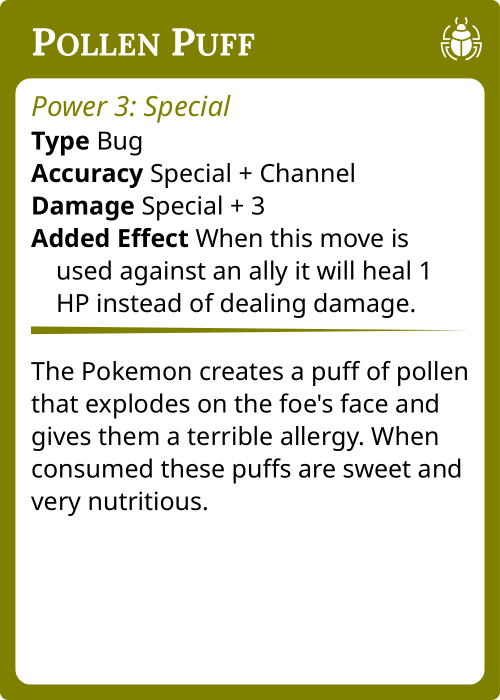 Pollen Puff
Power 3: Special
Type Bug
Accuracy Special + Channel
Damage Special + 3
Added Effect When this move is
used against an ally it will heal 1
HP instead of dealing damage.
The Pokemon creates a puff of pollen
that explodes on the foe's face and
gives them a terrible allergy. When
consumed these puffs are sweet and
very nutritious.